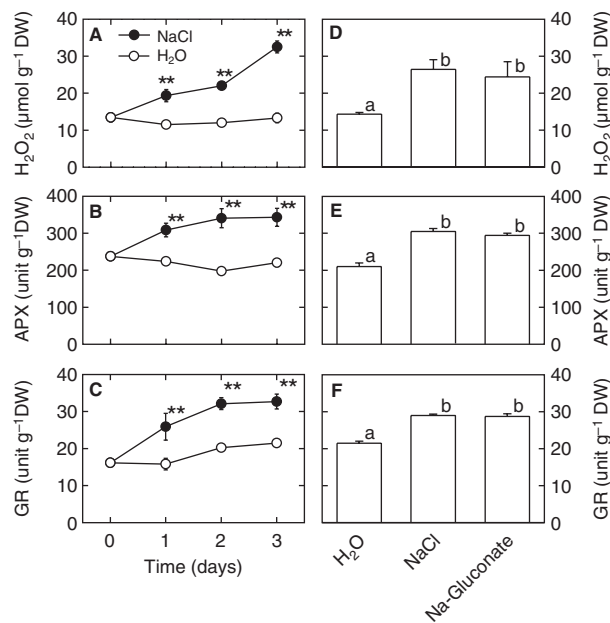 A
NaCl
H₂O
**
**
**
H₂O₂ (µmol g⁻¹ DW)
40
30
20
10
0
D
a
b
b
40
30
20
10
0
H₂O₂ (µmol g⁻¹ DW)
B
**
**
**
APX (unit g⁻¹DW)
400
300
200
100
0
E
a
b
b
400
300
200
100
0
APX (unit g⁻¹DW)
C
**
**
**
GR (unit g⁻¹DW)
40
30
20
10
0
F
a
b
b
40
30
20
10
0
GR (unit g⁻¹DW)
0 1 2 3
Time (days)
H₂O
NaCl
Na-Gluconate